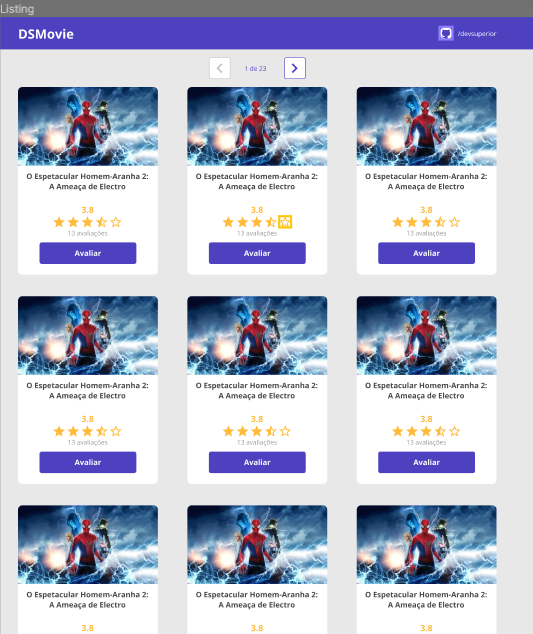 Listing
DSMovie
/devsuperior
1 de 23
O Espetacular Homem-Aranha 2:
A Ameaça de Electro
3.8
13 avaliações
Avaliar
O Espetacular Homem-Aranha 2:
A Ameaça de Electro
3.8
13 avaliações
Avaliar
O Espetacular Homem-Aranha 2:
A Ameaça de Electro
3.8
13 avaliações
Avaliar
O Espetacular Homem-Aranha 2:
A Ameaça de Electro
3.8
13 avaliações
Avaliar
O Espetacular Homem-Aranha 2:
A Ameaça de Electro
3.8
13 avaliações
Avaliar
O Espetacular Homem-Aranha 2:
A Ameaça de Electro
3.8
13 avaliações
Avaliar
O Espetacular Homem-Aranha 2:
A Ameaça de Electro
3.8
O Espetacular Homem-Aranha 2:
A Ameaça de Electro
3.8
O Espetacular Homem-Aranha 2:
A Ameaça de Electro
3.8